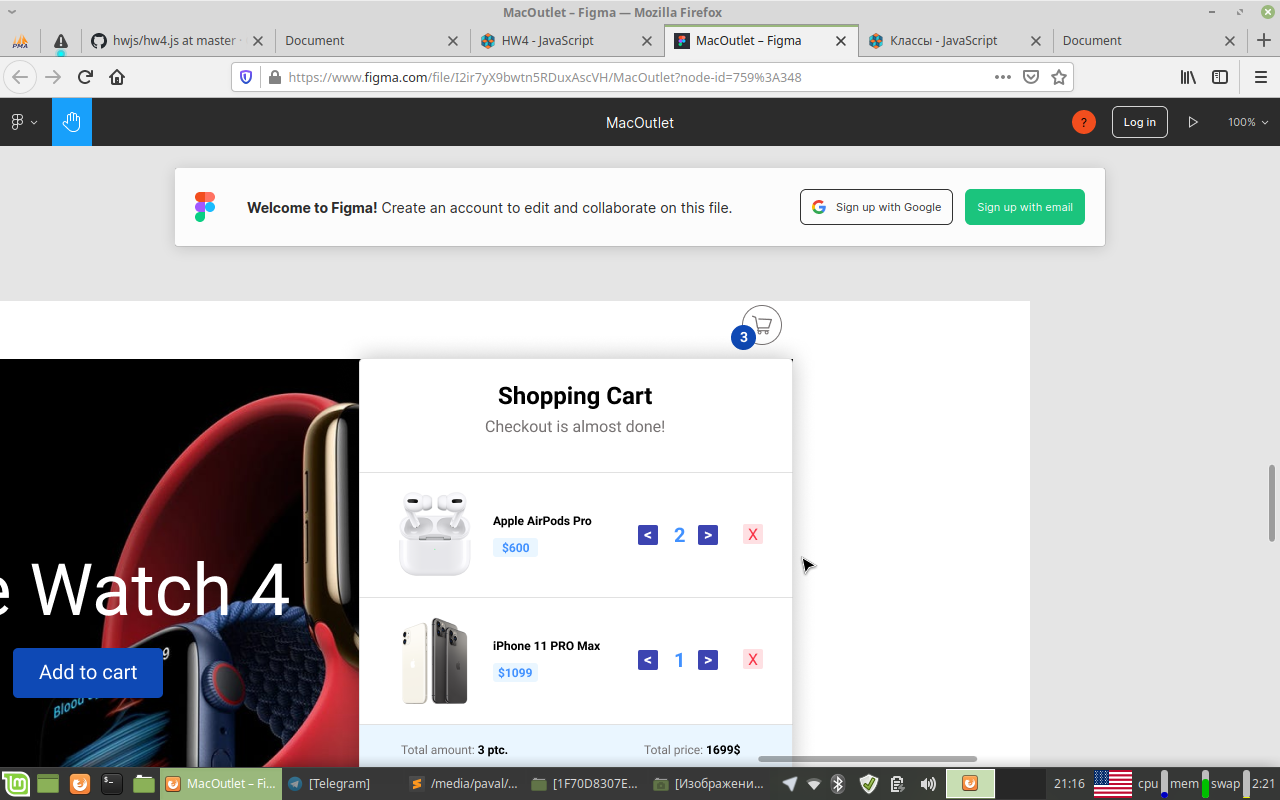 MacOutlet – Figma — Mozilla Firefox
PMA
hwjs/hw4.js at master ·
Document
HW4 - JavaScript
MacOutlet – Figma
Классы - JavaScript
Document
https://www.figma.com/file/I2ir7yX9bwtn5RDuxAscVH/MacOutlet?node-id=759%3A348
MacOutlet
?
Log in
100%
Welcome to Figma! Create an account to edit and collaborate on this file.
Sign up with Google
Sign up with email
3
Shopping Cart
Checkout is almost done!
Apple AirPods Pro
$600
< 2 > X
iPhone 11 PRO Max
$1099
< 1 > X
e Watch 4
Add to cart
9
Blood
Total amount: 3 ptc.
Total price: 1699$
MacOutlet – Fi...
[Telegram]
/media/paval/...
[1F70D8307E...
[Изображени...
21:16
cpu
mem
swap
2:21